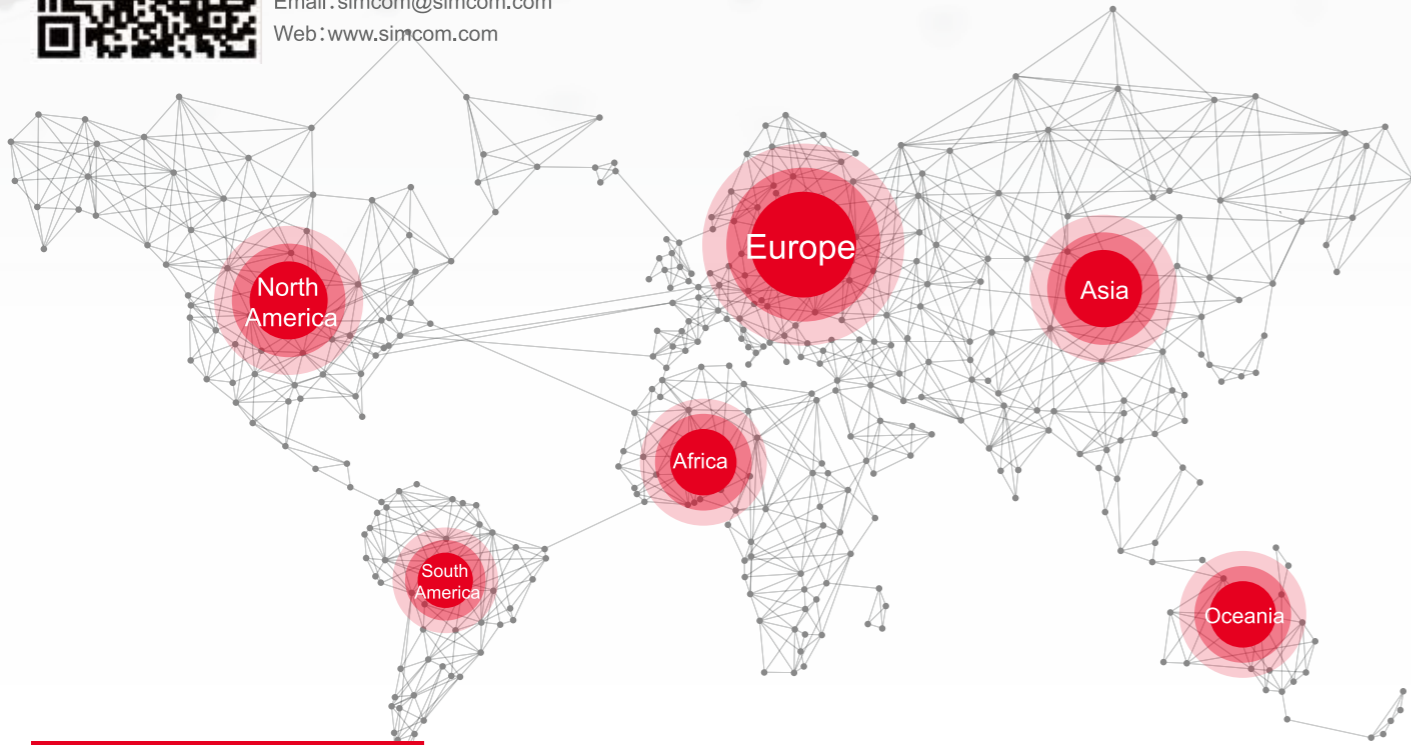 Email:simcom@simcom.com
Web:www.simcom.com
Europe
North
America
Asia
Africa
South
America
Oceania